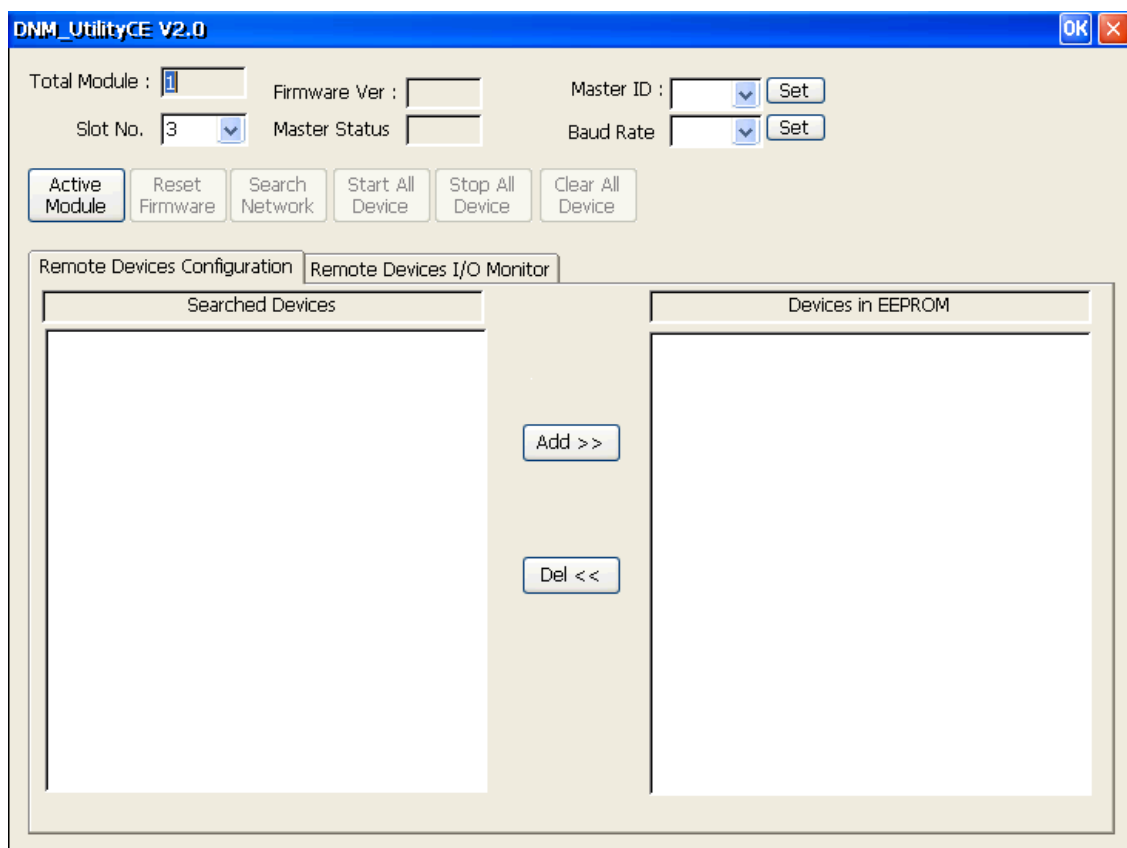 DNM_UtilityCE V2.0
OK
Total Module : 1
Firmware Ver :
Master ID :
Set
Slot No. 3
Master Status
Baud Rate
Set
Active Module
Reset Firmware
Search Network
Start All Device
Stop All Device
Clear All Device
Remote Devices Configuration
Remote Devices I/O Monitor
Searched Devices
Devices in EEPROM
Add >>
Del <<